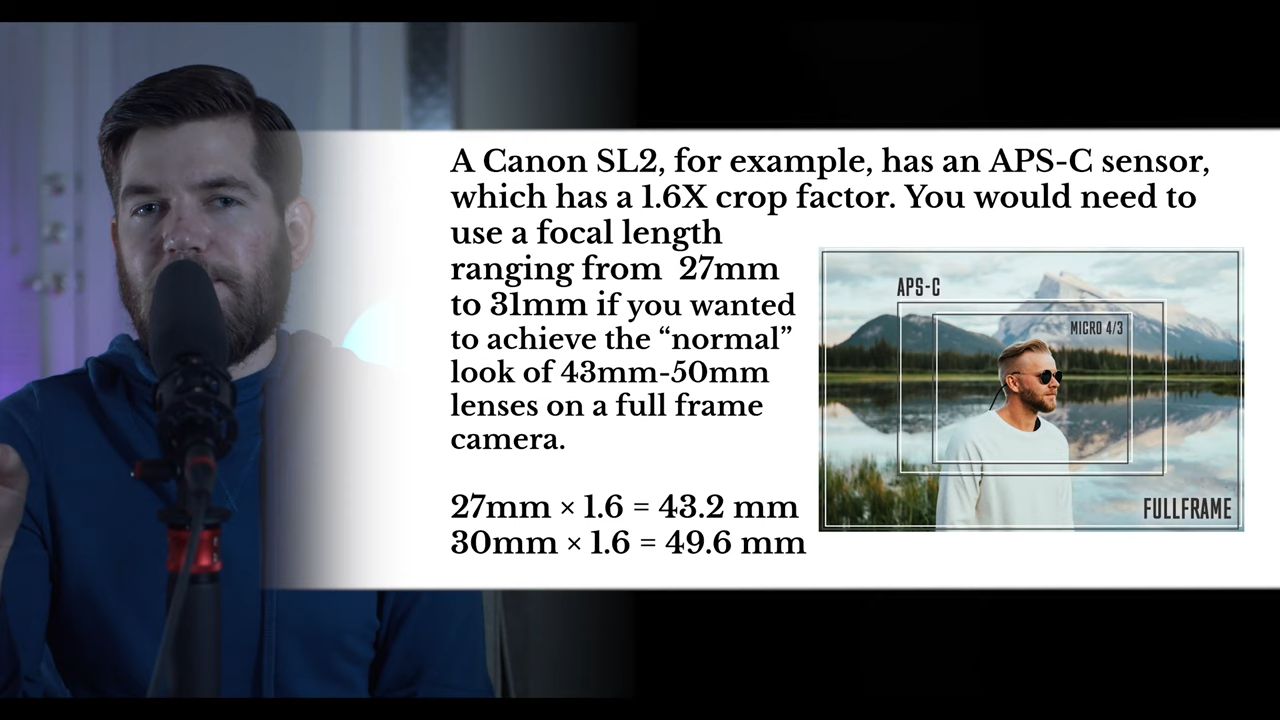 A Canon SL2, for example, has an APS-C sensor,
which has a 1.6X crop factor. You would need to
use a focal length
ranging from 27mm
to 31mm if you wanted
to achieve the “normal”
look of 43mm-50mm
lenses on a full frame
camera.
27mm × 1.6 = 43.2 mm
30mm × 1.6 = 49.6 mm
APS-C
MICRO 4/3
FULLFRAME